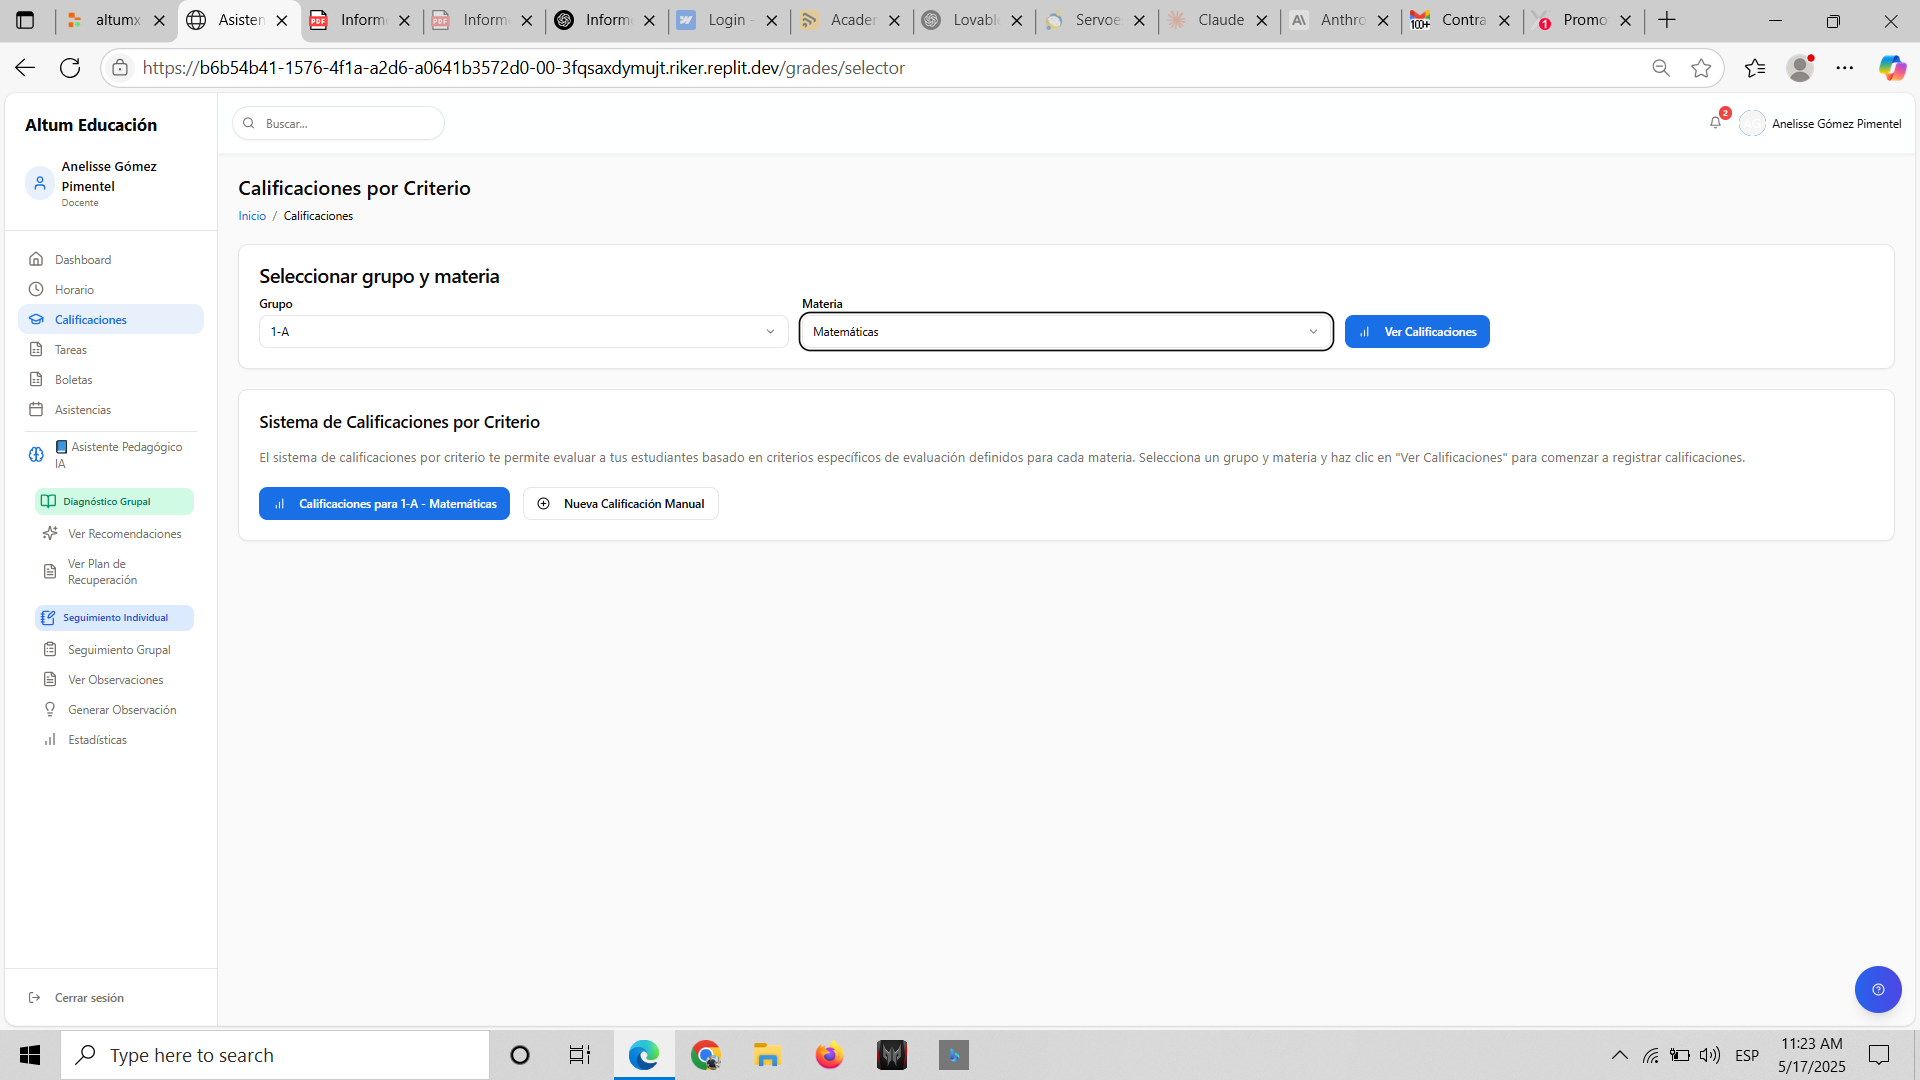 altumx
Asisten
Inform
Inform
Inform
Login -
Acader
Lovabl
Servoe
Claude
Anthro
Contra
Promo
https://b6b54b41-1576-4f1a-a2d6-a0641b3572d0-00-3fqsaxdymujt.riker.replit.dev/grades/selector
Altum Educación
Buscar...
2
Anelisse Gómez Pimentel
Anelisse Gómez
Pimentel
Docente
Dashboard
Horario
Calificaciones
Tareas
Boletas
Asistencias
Asistente Pedagógico
IA
Diagnóstico Grupal
Ver Recomendaciones
Ver Plan de
Recuperación
Seguimiento Individual
Seguimiento Grupal
Ver Observaciones
Generar Observación
Estadísticas
Cerrar sesión
Calificaciones por Criterio
Inicio / Calificaciones
Seleccionar grupo y materia
Grupo
Materia
1-A
Matemáticas
Ver Calificaciones
Sistema de Calificaciones por Criterio
El sistema de calificaciones por criterio te permite evaluar a tus estudiantes basado en criterios específicos de evaluación definidos para cada materia. Selecciona un grupo y materia y haz clic en "Ver Calificaciones" para comenzar a registrar calificaciones.
Calificaciones para 1-A - Matemáticas
Nueva Calificación Manual
Type here to search
ESP
11:23 AM
5/17/2025